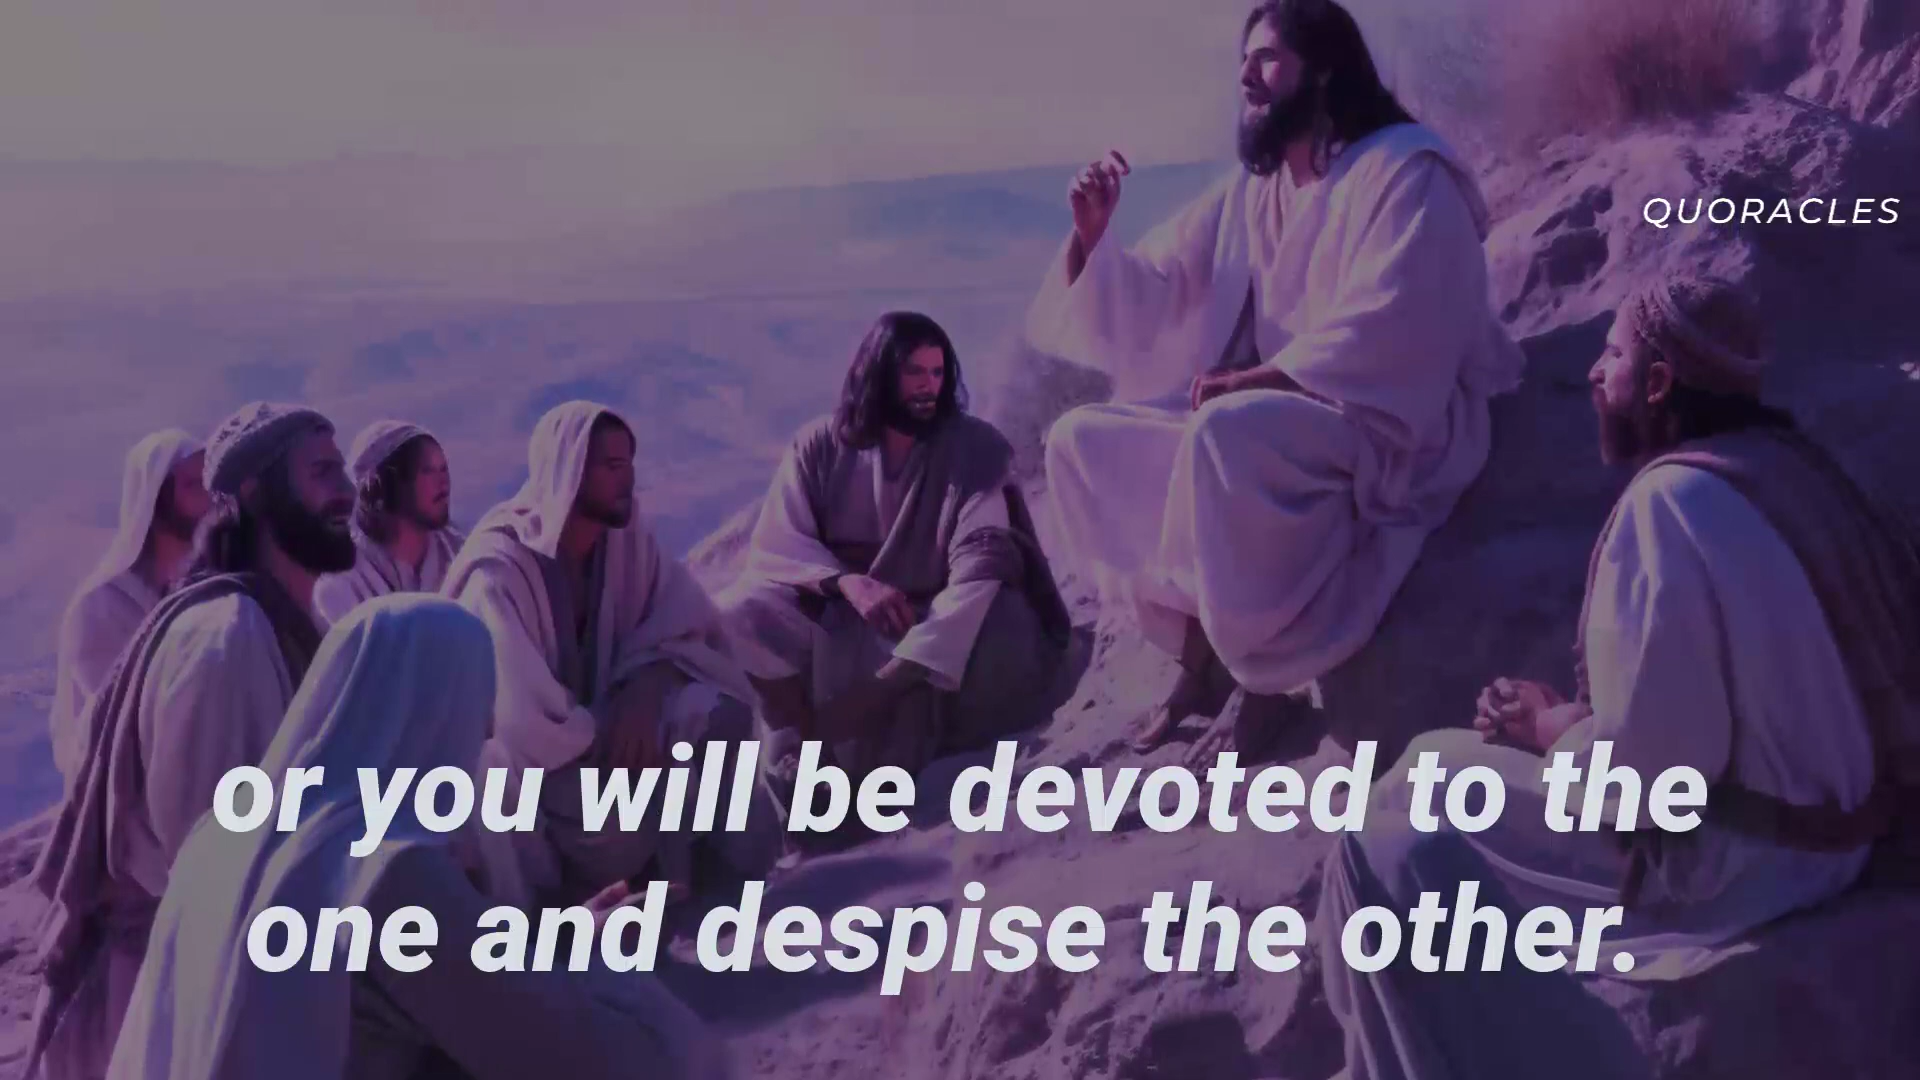 QUORACLES
or you will be devoted to the
one and despise the other.